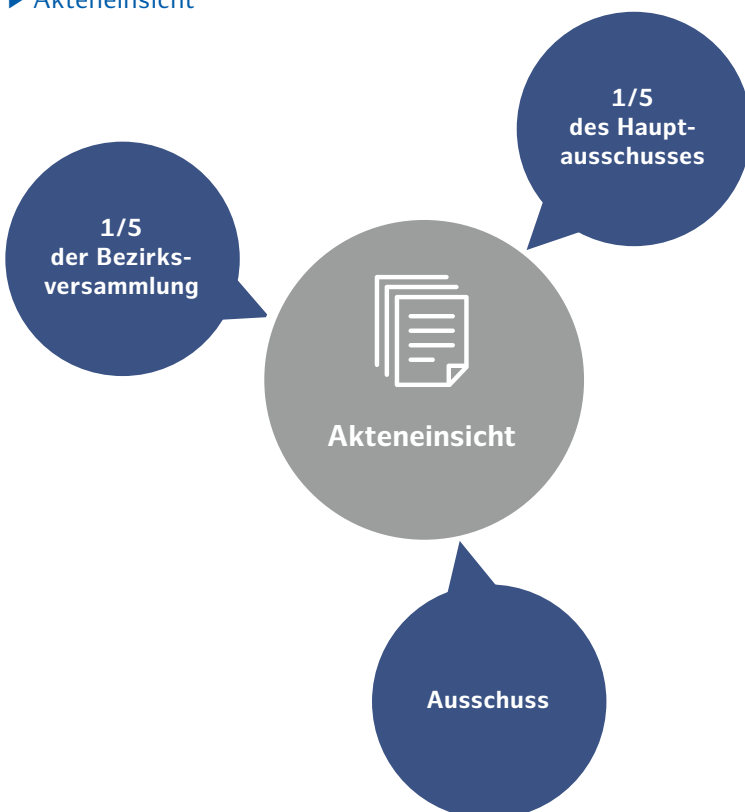 ▶ Akteneinsicht
1/5
des Haupt-
ausschusses
1/5
der Bezirks-
versammlung
Akteneinsicht
Ausschuss